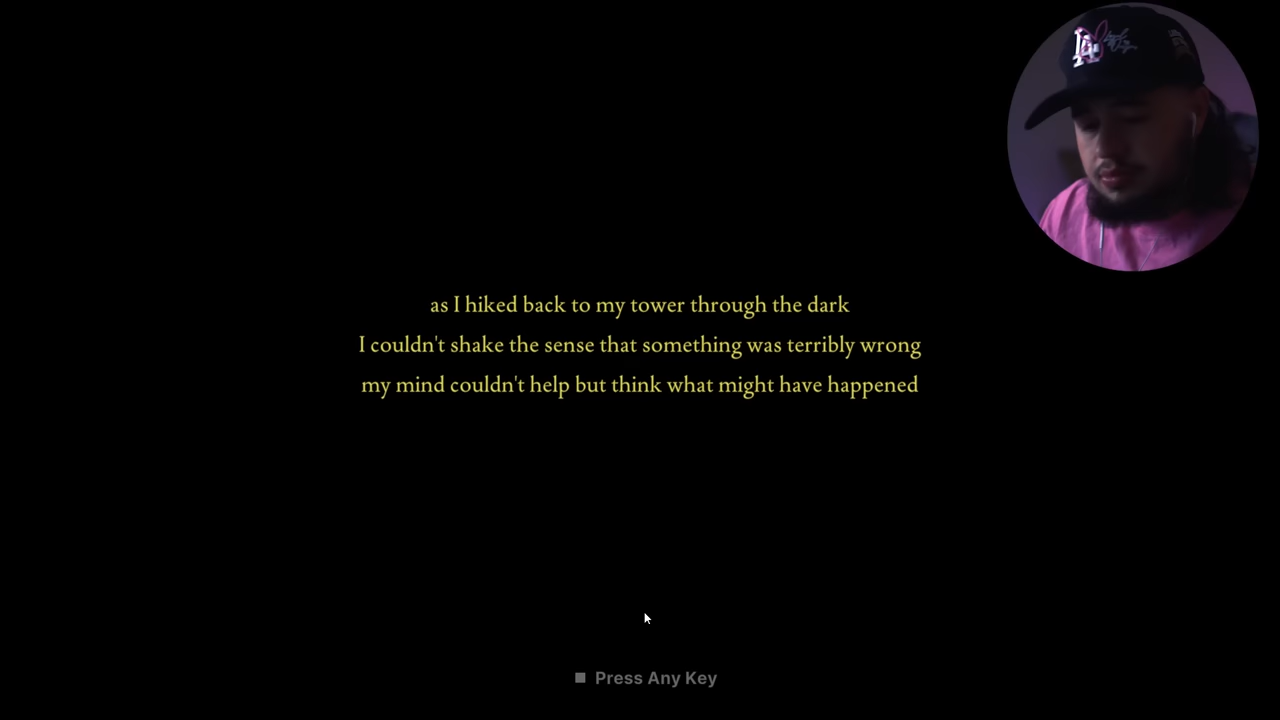 LA
as I hiked back to my tower through the dark
I couldn't shake the sense that something was terribly wrong
my mind couldn't help but think what might have happened
Press Any Key